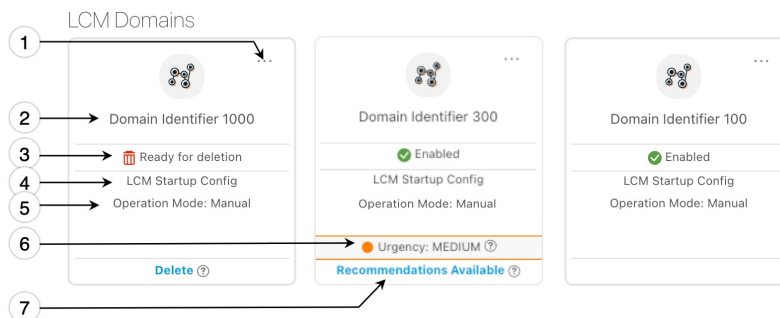 LCM Domains
1
...
...
...
2
Domain Identifier 1000
Domain Identifier 300
Domain Identifier 100
3
Ready for deletion
Enabled
Enabled
4
LCM Startup Config
LCM Startup Config
LCM Startup Config
5
Operation Mode: Manual
Operation Mode: Manual
Operation Mode: Manual
6
Urgency: MEDIUM ?
Delete ?
Recommendations Available ?
7